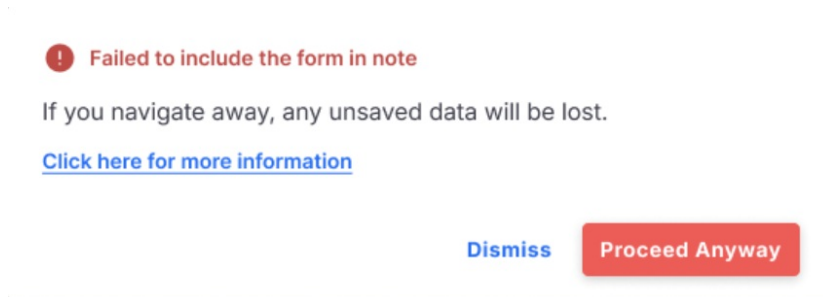 Failed to include the form in note
If you navigate away, any unsaved data will be lost.
Click here for more information
Dismiss
Proceed Anyway